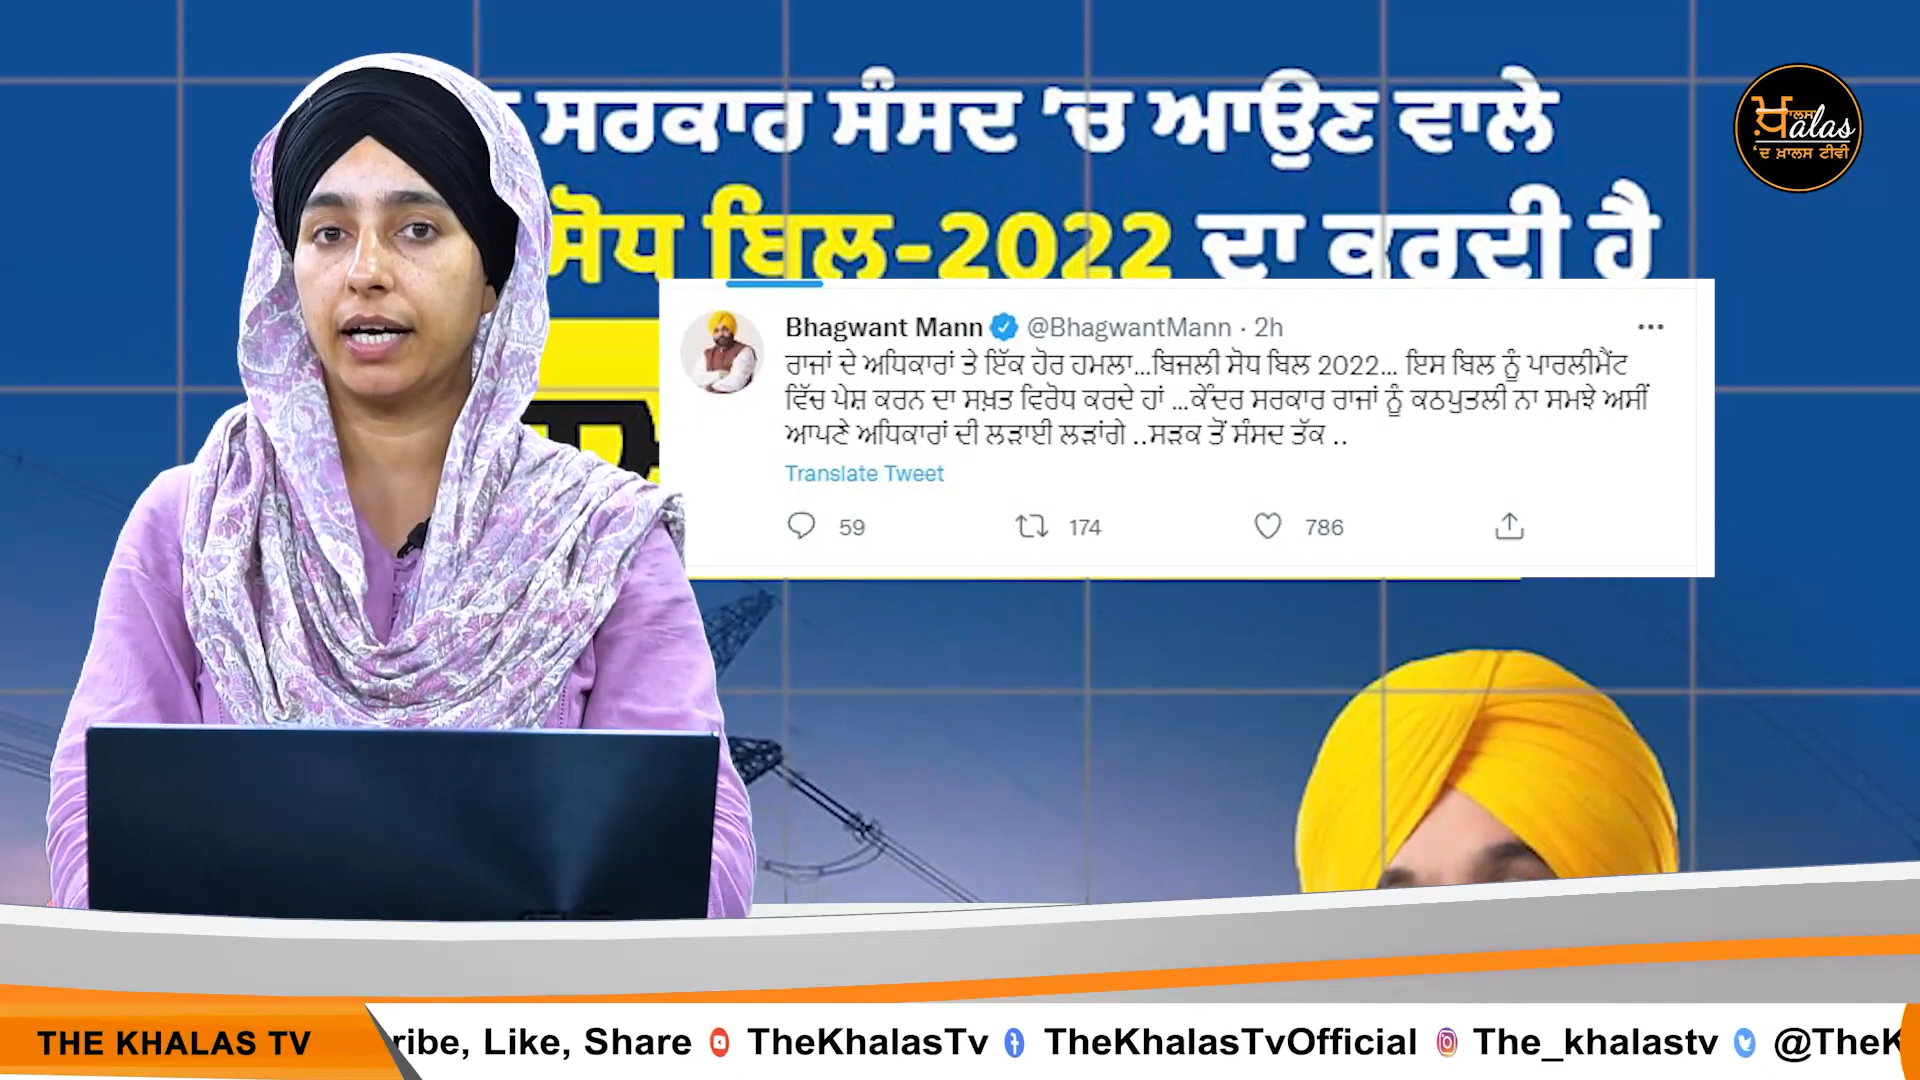 ਸਰਕਾਰ ਸੰਸਦ 'ਚ ਆਉਣ ਵਾਲੇ
ਸੋਧ ਬਿਲ-2022 ਦਾ ਕਰਦੀ ਹੈ
ਖ਼ਾਲਸ alas
'ਦ ਖ਼ਾਲਸ ਟੀਵੀ
Bhagwant Mann @BhagwantMann · 2h
ਰਾਜਾਂ ਦੇ ਅਧਿਕਾਰਾਂ ਤੇ ਇੱਕ ਹੋਰ ਹਮਲਾ...ਬਿਜਲੀ ਸੋਧ ਬਿਲ 2022... ਇਸ ਬਿਲ ਨੂੰ ਪਾਰਲੀਮੈਂਟ
ਵਿੱਚ ਪੇਸ਼ ਕਰਨ ਦਾ ਸਖ਼ਤ ਵਿਰੋਧ ਕਰਦੇ ਹਾਂ ...ਕੇਂਦਰ ਸਰਕਾਰ ਰਾਜਾਂ ਨੂੰ ਕਠਪੁਤਲੀ ਨਾ ਸਮਝੇ ਅਸੀਂ
ਆਪਣੇ ਅਧਿਕਾਰਾਂ ਦੀ ਲੜਾਈ ਲੜਾਂਗੇ ..ਸੜਕ ਤੋਂ ਸੰਸਦ ਤੱਕ ..
Translate Tweet
59 174 786
THE KHALAS TV
ribe, Like, Share TheKhalasTv TheKhalasTvOfficial The_khalastv @TheK